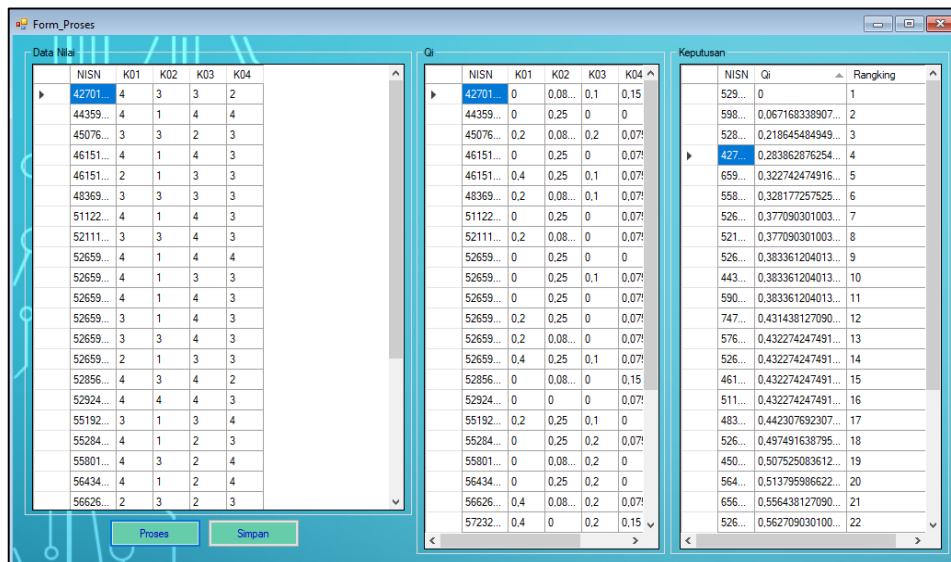 Form_Proses
Data Nilai
NISN K01 K02 K03 K04
42701... 4 3 3 2
44359... 4 1 4 4
45076... 3 3 2 3
46151... 4 1 4 3
46151... 2 1 3 3
48369... 3 3 3 3
51122... 4 1 4 3
52111... 3 3 4 3
52659... 4 1 4 4
52659... 4 1 3 3
52659... 4 1 4 3
52659... 3 1 4 3
52659... 3 3 4 3
52659... 2 1 3 3
52856... 4 3 4 2
52924... 4 4 4 3
55192... 3 1 3 4
55284... 4 1 2 3
55801... 4 3 2 4
56434... 4 1 2 4
56626... 2 3 2 3
Proses Simpan
Qi
NISN K01 K02 K03 K04
42701... 0 0,08... 0,1 0,15
44359... 0 0,25 0 0
45076... 0,2 0,08... 0,2 0,075
46151... 0 0,25 0 0,075
46151... 0,4 0,25 0,1 0,075
48369... 0,2 0,08... 0,1 0,075
51122... 0 0,25 0 0,075
52111... 0,2 0,08... 0 0,075
52659... 0 0,25 0 0
52659... 0 0,25 0,1 0,075
52659... 0 0,25 0 0,075
52659... 0,2 0,25 0 0,075
52659... 0,2 0,08... 0 0,075
52659... 0,4 0,25 0,1 0,075
52856... 0 0,08... 0 0,15
52924... 0 0 0 0,075
55192... 0,2 0,25 0,1 0
55284... 0 0,25 0,2 0,075
55801... 0 0,08... 0,2 0
56434... 0 0,25 0,2 0
56626... 0,4 0,08... 0,2 0,075
57232... 0,4 0 0,2 0,15
Keputusan
NISN Qi Rangking
529... 0 1
598... 0,067168338907... 2
528... 0,218645484949... 3
427... 0,283862876254... 4
659... 0,322742474916... 5
558... 0,328177257525... 6
526... 0,377090301003... 7
521... 0,377090301003... 8
526... 0,383361204013... 9
443... 0,383361204013... 10
590... 0,383361204013... 11
747... 0,431438127090... 12
576... 0,432274247491... 13
526... 0,432274247491... 14
461... 0,432274247491... 15
511... 0,432274247491... 16
483... 0,442307692307... 17
526... 0,497491638795... 18
450... 0,507525083612... 19
564... 0,513795986622... 20
656... 0,556438127090... 21
526... 0,562709030100... 22